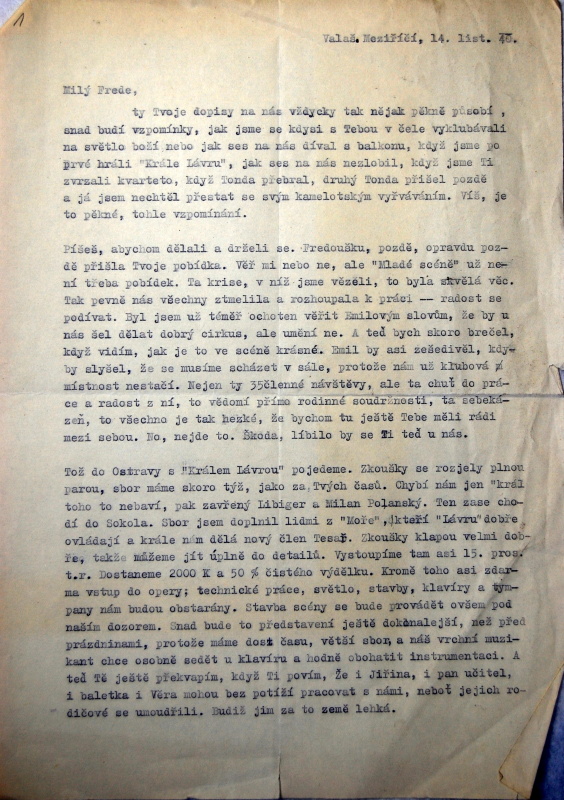 1
Valaš. Meziříčí, 14. list. 40.
Milý Frede,
ty Tvoje dopisy na nás vždycky tak nějak pěkně působí ,
snad budí vzpomínky, jak jsme se kdysi s Tebou v čele vyklubávali
na světlo boží nebo jak ses na nás díval s balkonu, když jsme po
prvé hráli "Krále Lávru", jak ses na nás nezlobil, když jsme Ti
zvrzali kvarteto, když Tonda přebral, druhý Tonda přišel pozdě
a já jsem nechtěl přestat se svým kamelotským vyřváváním. Víš, je
to pěkné, tohle vzpomínání.
Píšeš, abychom dělali a drželi se. Fredoušku, pozdě, opravdu poz-
dě přišla Tvoje pobídka. Věř mi nebo ne, ale "Mladé scéně" už ne-
ní třeba pobídek. Ta krise, v níž jsme vězeli, to byla skvělá věc.
Tak pevně nás všechny ztmelila a rozhoupala k práci -- radost se
podívat. Byl jsem už téměř ochoten věřit Emilovým slovům, že by u
nás šel dělat dobrý cirkus, ale umění ne. A teď bych skoro brečel,
když vidím, jak je to ve scéně krásné. Emil by asi zešedivěl, kdy-
by slyšel, že se musíme scházet v sále, protože nám už klubová
místnost nestačí. Nejen ty 35členné návštěvy, ale ta chuť do prá-
ce a radost z ní, to vědomí přímo rodinné soudržnosti, ta sebeká-
zeň, to všechno je tak hezké, že bychom tu ještě Tebe měli rádi
mezi sebou. No, nejde to. Škoda, líbilo by se Ti teď u nás.
Tož do Ostravy s "Králem Lávrou" pojedeme. Zkoušky se rozjely plnou
parou, sbor máme skoro týž, jako za Tvých časů. Chybí nám jen "král
toho to nebaví, pak zavřený Libiger a Milan Polanský. Ten zase cho-
dí do Sokola. Sbor jsem doplnil lidmi z "Moře", kteří "Lávru" dobře
ovládají a krále nám dělá nový člen Tesař. Zkoušky klapou velmi dob-
ře, takže můžeme jít úplně do detailů. Vystoupíme tam asi 15. pros.
t.r. Dostaneme 2000 K a 50 % čistého výdělku. Kromě toho asi zdar-
ma vstup do opery; technické práce, světlo, stavby, klavíry a tým-
pany nám budou obstarány. Stavba scény se bude provádět ovšem pod
naším dozorem. Snad bude to představení ještě dokonalejší, než před
prázdninami, protože máme dost času, větší sbor, a náš vrchní muzi-
kant chce osobně sedět u klavíru a hodně obohatit instrumentaci. A
teď Tě ještě překvapím, když Ti povím, že i Jiřina, i pan učitel,
i baletka i Věra mohou bez potíží pracovat s námi, neboť jejich ro-
dičové se umoudřili. Budiž jim za to země lehká.